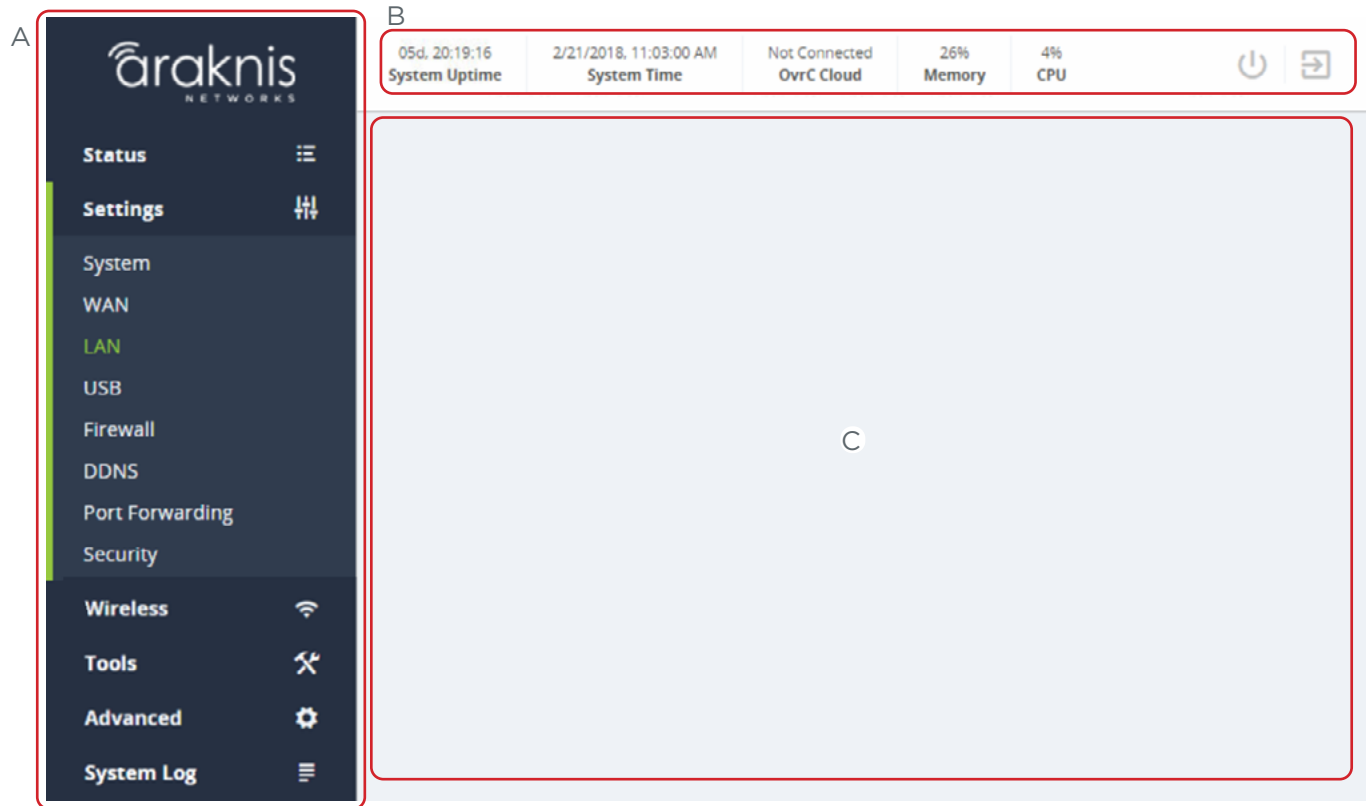 A
araknis
NETWORKS
Status
Settings
System
WAN
LAN
USB
Firewall
DDNS
Port Forwarding
Security
Wireless
Tools
Advanced
System Log
B
05d, 20:19:16
System Uptime
2/21/2018, 11:03:00 AM
System Time
Not Connected
OvrC Cloud
26%
Memory
4%
CPU
C